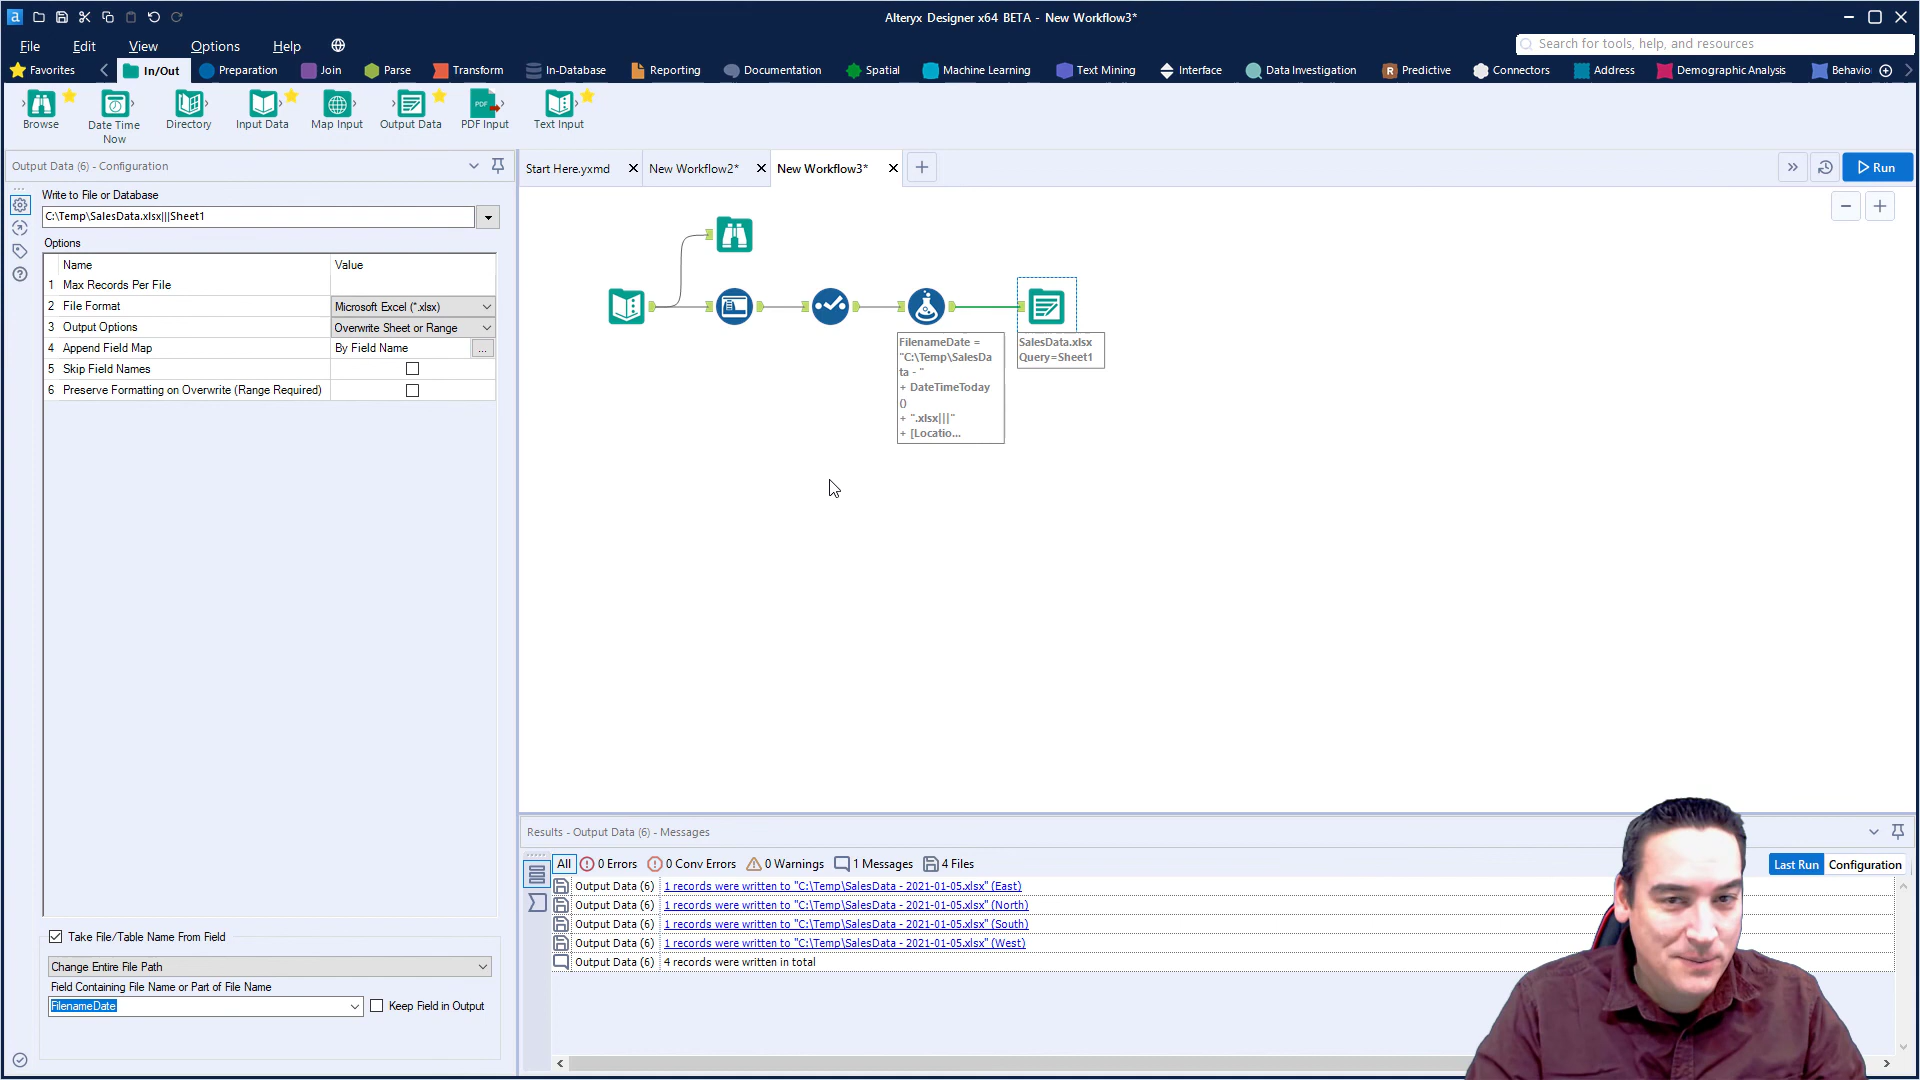 Alteryx Designer x64 BETA - New Workflow3*
File Edit View Options Help
Search for tools, help, and resources
Favorites In/Out Preparation Join Parse Transform In-Database Reporting Documentation Spatial Machine Learning Text Mining Interface Data Investigation Predictive Connectors Address Demographic Analysis Behavio
Browse Date Time Now Directory Input Data Map Input Output Data PDF Input Text Input
Output Data (6) - Configuration
Start Here.yxmd New Workflow2* New Workflow3*
Run
Write to File or Database
C:\Temp\SalesData.xlsx|||Sheet1
Options
Name Value
1 Max Records Per File
2 File Format Microsoft Excel (*.xlsx)
3 Output Options Overwrite Sheet or Range
4 Append Field Map By Field Name ...
5 Skip Field Names
6 Preserve Formatting on Overwrite (Range Required)
FilenameDate =
"C:\Temp\SalesDa
ta - "
+ DateTimeToday
()
+ ".xlsx|||"
+ [Locatio...
SalesData.xlsx
Query=Sheet1
Take File/Table Name From Field
Change Entire File Path
Field Containing File Name or Part of File Name
FilenameDate Keep Field in Output
Results - Output Data (6) - Messages
All 0 Errors 0 Conv Errors 0 Warnings 1 Messages 4 Files Last Run Configuration
Output Data (6) 1 records were written to "C:\Temp\SalesData - 2021-01-05.xlsx" (East)
Output Data (6) 1 records were written to "C:\Temp\SalesData - 2021-01-05.xlsx" (North)
Output Data (6) 1 records were written to "C:\Temp\SalesData - 2021-01-05.xlsx" (South)
Output Data (6) 1 records were written to "C:\Temp\SalesData - 2021-01-05.xlsx" (West)
Output Data (6) 4 records were written in total